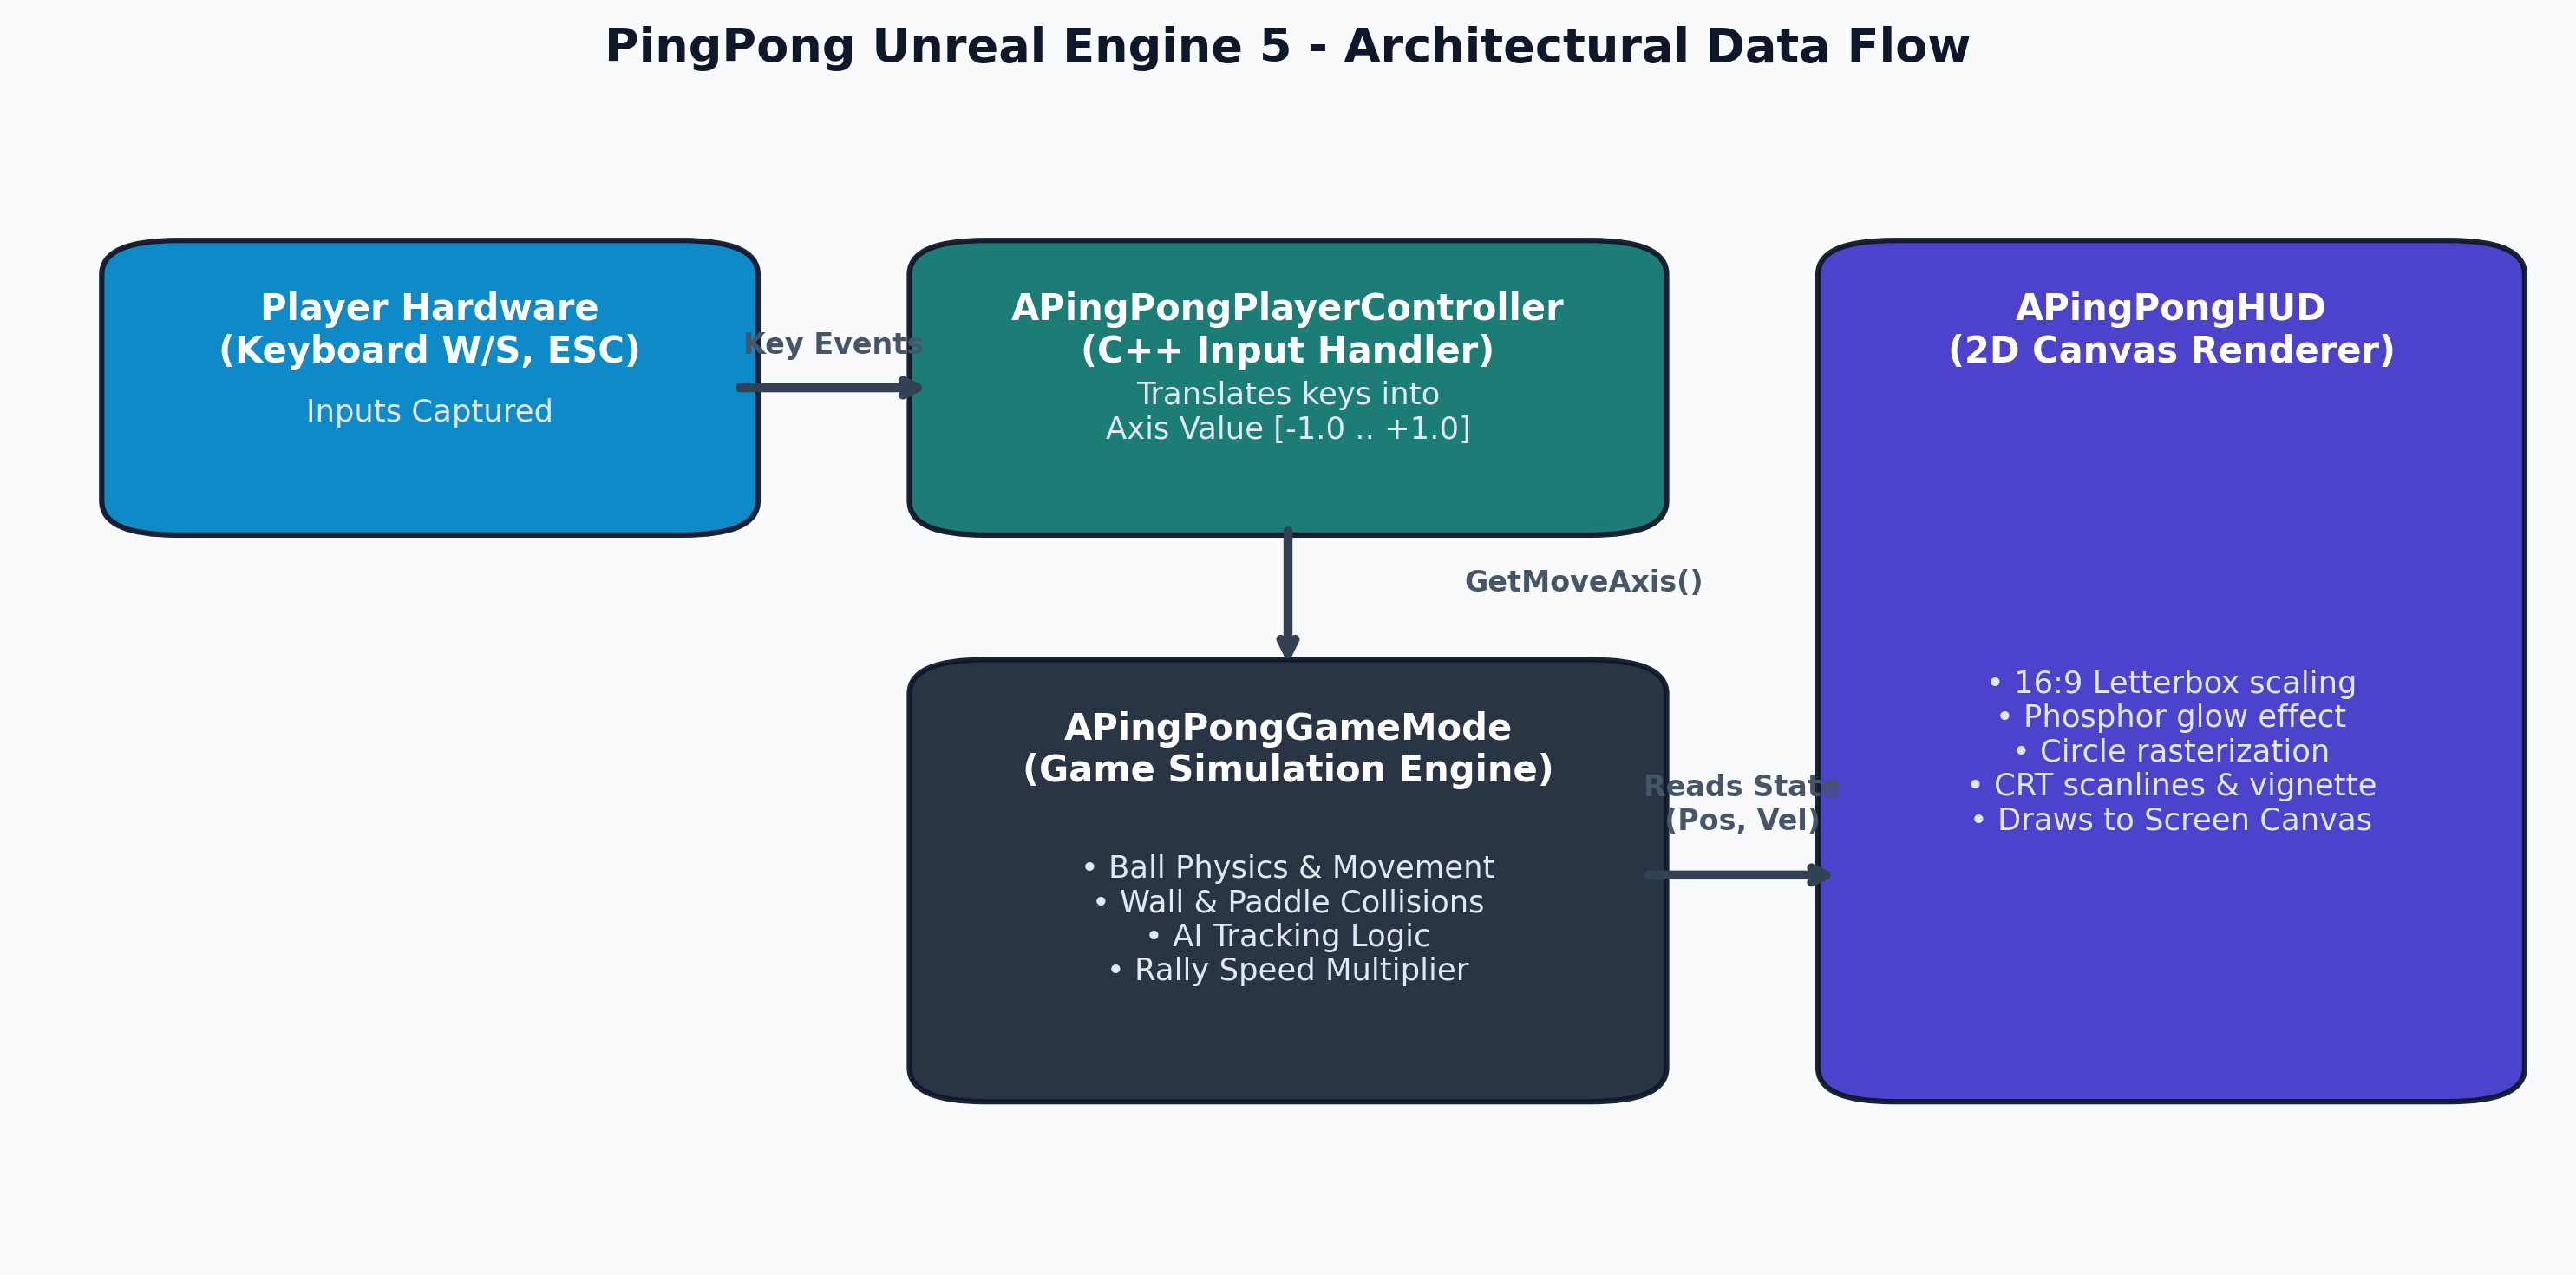 PingPong Unreal Engine 5 - Architectural Data Flow
Player Hardware
(Keyboard W/S, ESC)
Inputs Captured
Key Events
APingPongPlayerController
(C++ Input Handler)
Translates keys into
Axis Value [-1.0 .. +1.0]
GetMoveAxis()
APingPongGameMode
(Game Simulation Engine)
• Ball Physics & Movement
• Wall & Paddle Collisions
• AI Tracking Logic
• Rally Speed Multiplier
Reads State
(Pos, Vel)
APingPongHUD
(2D Canvas Renderer)
• 16:9 Letterbox scaling
• Phosphor glow effect
• Circle rasterization
• CRT scanlines & vignette
• Draws to Screen Canvas